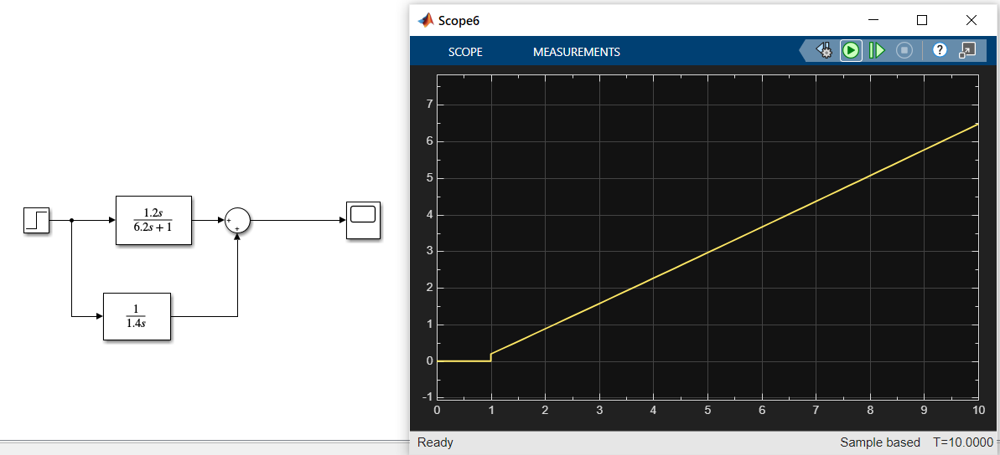 Scope6
SCOPE MEASUREMENTS
?
1.2s
6.2s + 1
+
+
1
1.4s
7
6
5
4
3
2
1
0
-1
0 1 2 3 4 5 6 7 8 9 10
Ready Sample based T=10.0000